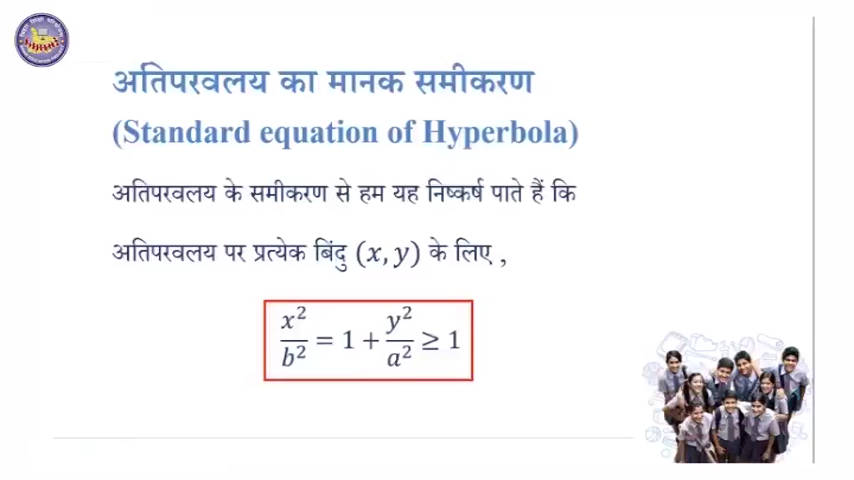 अतिपरवलय का मानक समीकरण
(Standard equation of Hyperbola)
अतिपरवलय के समीकरण से हम यह निष्कर्ष पाते हैं कि
अतिपरवलय पर प्रत्येक बिंदु (x, y) के लिए ,
x²/b² = 1 + y²/a² ≥ 1